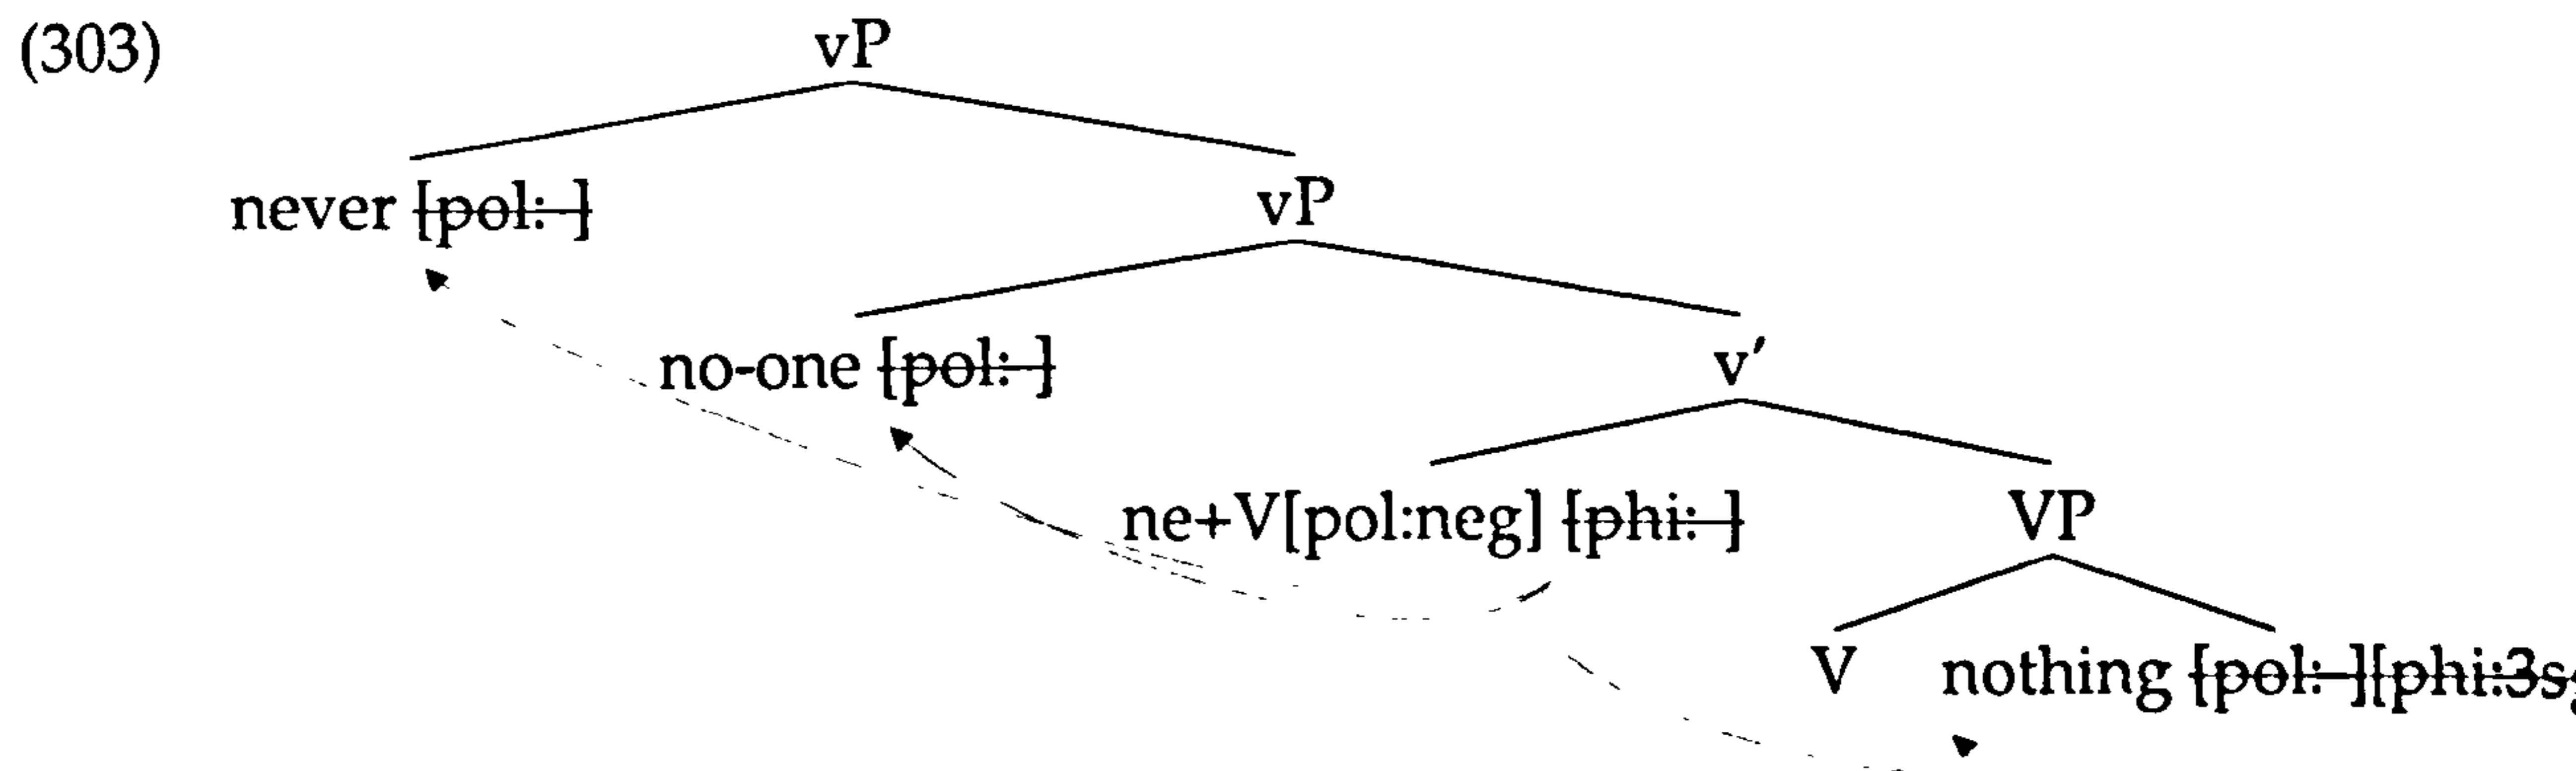 (303)
vP
never [pol: ]
vP
no-one [pol: ]
v′
ne+V[pol:neg] [phi: ]
VP
V
nothing [pol: ][phi:3s